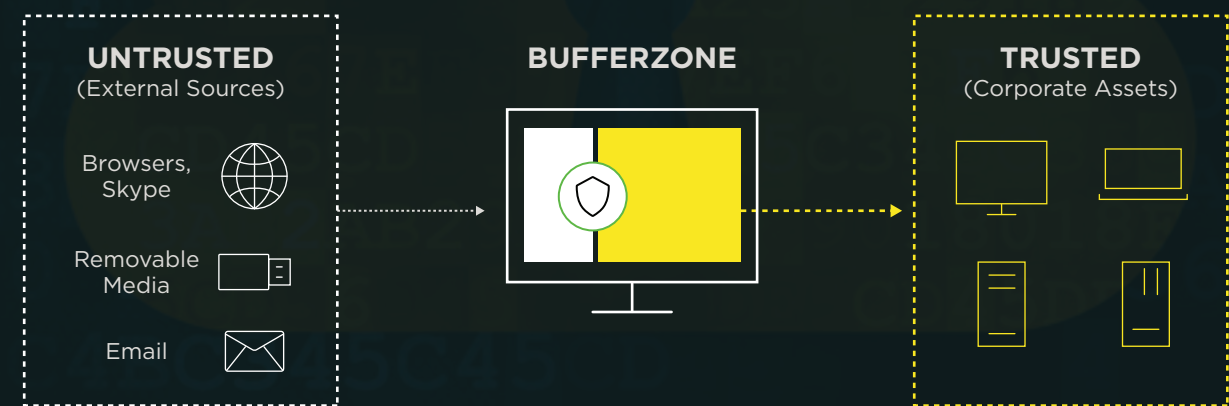 UNTRUSTED
(External Sources)
Browsers,
Skype
Removable
Media
Email
BUFFERZONE
TRUSTED
(Corporate Assets)